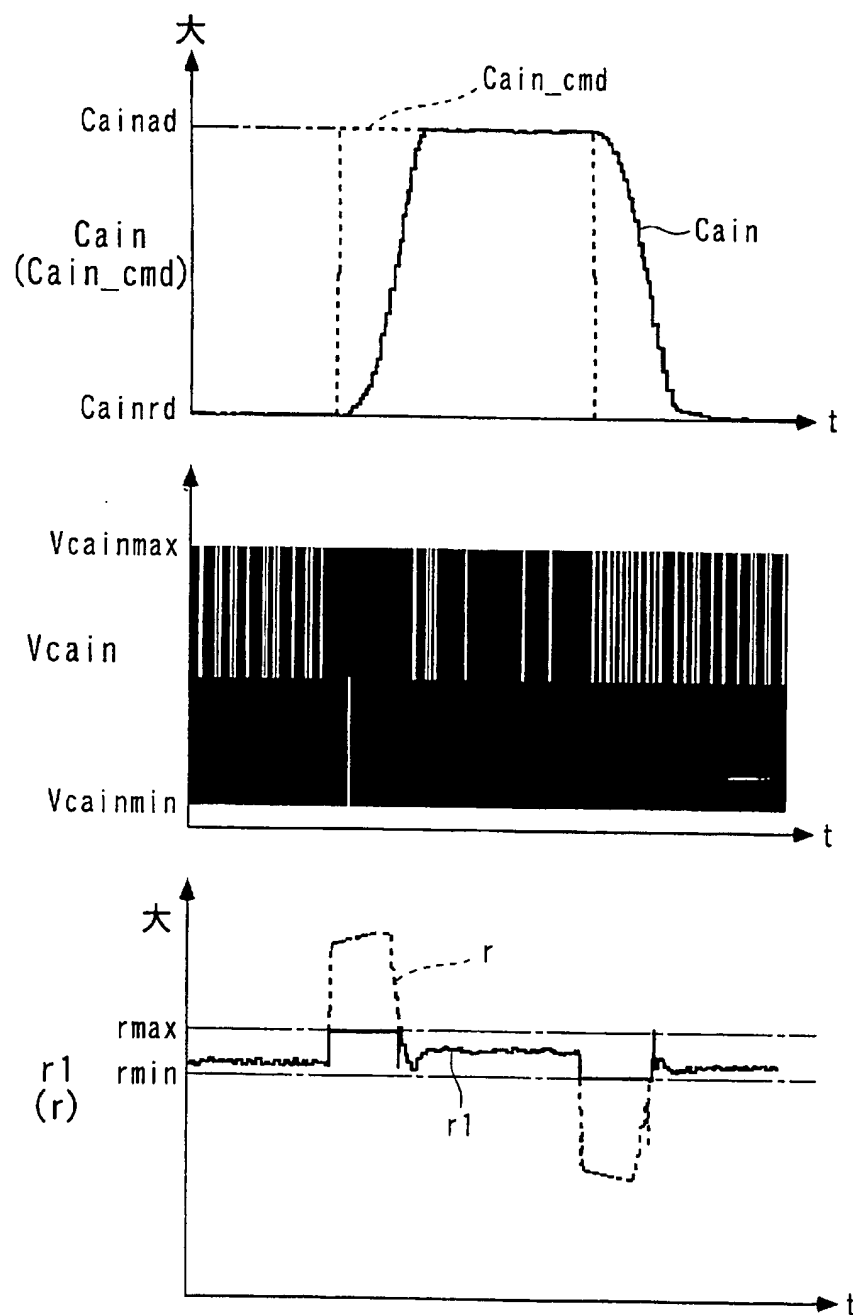 大
Cain_cmd
Cainad
Cain
(Cain_cmd)
Cain
Cainrd
t
Vcainmax
Vcain
Vcainmin
t
大
r
rmax
r1
(r)
rmin
r1
t